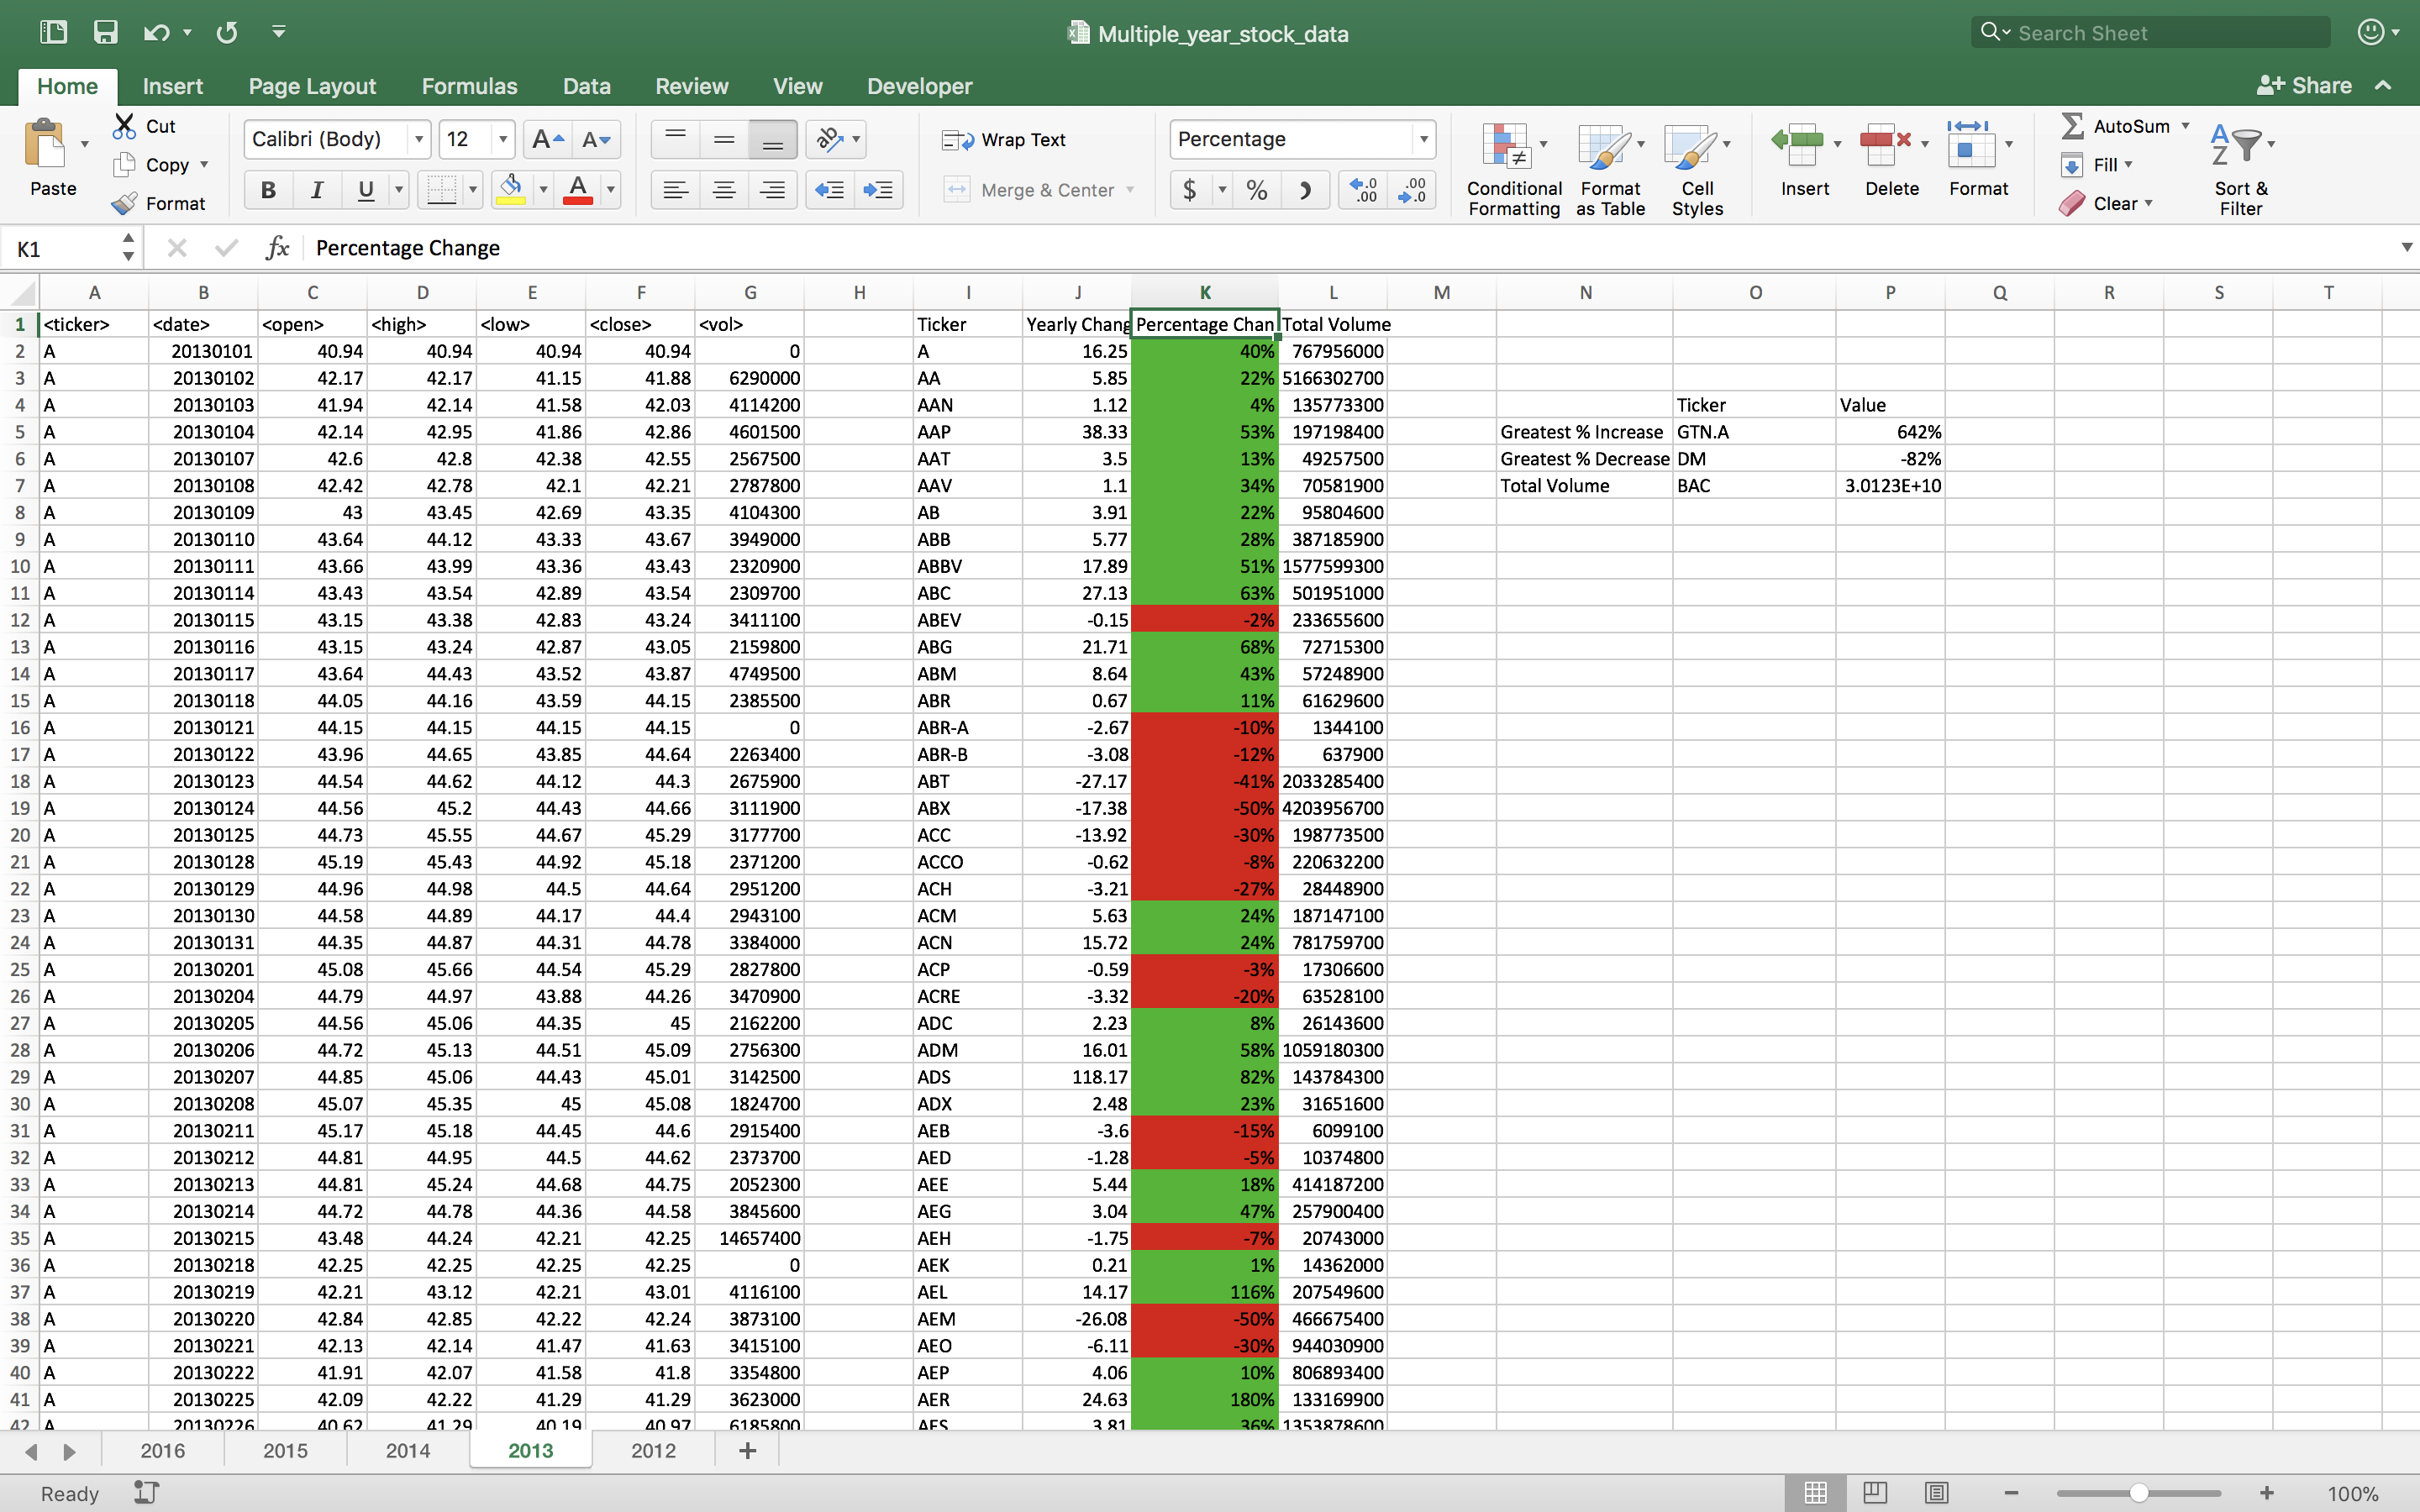 Multiple_year_stock_data
Search Sheet
Home Insert Page Layout Formulas Data Review View Developer Share
Paste Cut Copy Format
Calibri (Body) 12 A A
B I U A
Wrap Text
Merge & Center
Percentage
$ % ) .0 .00 .00 .0
Conditional Formatting
Format as Table
Cell Styles
Insert Delete Format
AutoSum
Fill
Clear
A Z
Sort & Filter
K1 fx Percentage Change
A B C D E F G H I J K L M N O P Q R S T
1 <ticker> <date> <open> <high> <low> <close> <vol> Ticker Yearly Chang Percentage Chan Total Volume
2 A 20130101 40.94 40.94 40.94 40.94 0 A 16.25 40% 767956000
3 A 20130102 42.17 42.17 41.15 41.88 6290000 AA 5.85 22% 5166302700
4 A 20130103 41.94 42.14 41.58 42.03 4114200 AAN 1.12 4% 135773300 Ticker Value
5 A 20130104 42.14 42.95 41.86 42.86 4601500 AAP 38.33 53% 197198400 Greatest % Increase GTN.A 642%
6 A 20130107 42.6 42.8 42.38 42.55 2567500 AAT 3.5 13% 49257500 Greatest % Decrease DM -82%
7 A 20130108 42.42 42.78 42.1 42.21 2787800 AAV 1.1 34% 70581900 Total Volume BAC 3.0123E+10
8 A 20130109 43 43.45 42.69 43.35 4104300 AB 3.91 22% 95804600
9 A 20130110 43.64 44.12 43.33 43.67 3949000 ABB 5.77 28% 387185900
10 A 20130111 43.66 43.99 43.36 43.43 2320900 ABBV 17.89 51% 1577599300
11 A 20130114 43.43 43.54 42.89 43.54 2309700 ABC 27.13 63% 501951000
12 A 20130115 43.15 43.38 42.83 43.24 3411100 ABEV -0.15 -2% 233655600
13 A 20130116 43.15 43.24 42.87 43.05 2159800 ABG 21.71 68% 72715300
14 A 20130117 43.64 44.43 43.52 43.87 4749500 ABM 8.64 43% 57248900
15 A 20130118 44.05 44.16 43.59 44.15 2385500 ABR 0.67 11% 61629600
16 A 20130121 44.15 44.15 44.15 44.15 0 ABR-A -2.67 -10% 1344100
17 A 20130122 43.96 44.65 43.85 44.64 2263400 ABR-B -3.08 -12% 637900
18 A 20130123 44.54 44.62 44.12 44.3 2675900 ABT -27.17 -41% 2033285400
19 A 20130124 44.56 45.2 44.43 44.66 3111900 ABX -17.38 -50% 4203956700
20 A 20130125 44.73 45.55 44.67 45.29 3177700 ACC -13.92 -30% 198773500
21 A 20130128 45.19 45.43 44.92 45.18 2371200 ACCO -0.62 -8% 220632200
22 A 20130129 44.96 44.98 44.5 44.64 2951200 ACH -3.21 -27% 28448900
23 A 20130130 44.58 44.89 44.17 44.4 2943100 ACM 5.63 24% 187147100
24 A 20130131 44.35 44.87 44.31 44.78 3384000 ACN 15.72 24% 781759700
25 A 20130201 45.08 45.66 44.54 45.29 2827800 ACP -0.59 -3% 17306600
26 A 20130204 44.79 44.97 43.88 44.26 3470900 ACRE -3.32 -20% 63528100
27 A 20130205 44.56 45.06 44.35 45 2162200 ADC 2.23 8% 26143600
28 A 20130206 44.72 45.13 44.51 45.09 2756300 ADM 16.01 58% 1059180300
29 A 20130207 44.85 45.06 44.43 45.01 3142500 ADS 118.17 82% 143784300
30 A 20130208 45.07 45.35 45 45.08 1824700 ADX 2.48 23% 31651600
31 A 20130211 45.17 45.18 44.45 44.6 2915400 AEB -3.6 -15% 6099100
32 A 20130212 44.81 44.95 44.5 44.62 2373700 AED -1.28 -5% 10374800
33 A 20130213 44.81 45.24 44.68 44.75 2052300 AEE 5.44 18% 414187200
34 A 20130214 44.72 44.78 44.36 44.58 3845600 AEG 3.04 47% 257900400
35 A 20130215 43.48 44.24 42.21 42.25 14657400 AEH -1.75 -7% 20743000
36 A 20130218 42.25 42.25 42.25 42.25 0 AEK 0.21 1% 14362000
37 A 20130219 42.21 43.12 42.21 43.01 4116100 AEL 14.17 116% 207549600
38 A 20130220 42.84 42.85 42.22 42.24 3873100 AEM -26.08 -50% 466675400
39 A 20130221 42.13 42.14 41.47 41.63 3415100 AEO -6.11 -30% 944030900
40 A 20130222 41.91 42.07 41.58 41.8 3354800 AEP 4.06 10% 806893400
41 A 20130225 42.09 42.22 41.29 41.29 3623000 AER 24.63 180% 133169900
42 A 20130226 40.62 41.29 40.19 40.97 6185800 AES 3.81 36% 1353878600
2016 2015 2014 2013 2012 +
Ready 100%